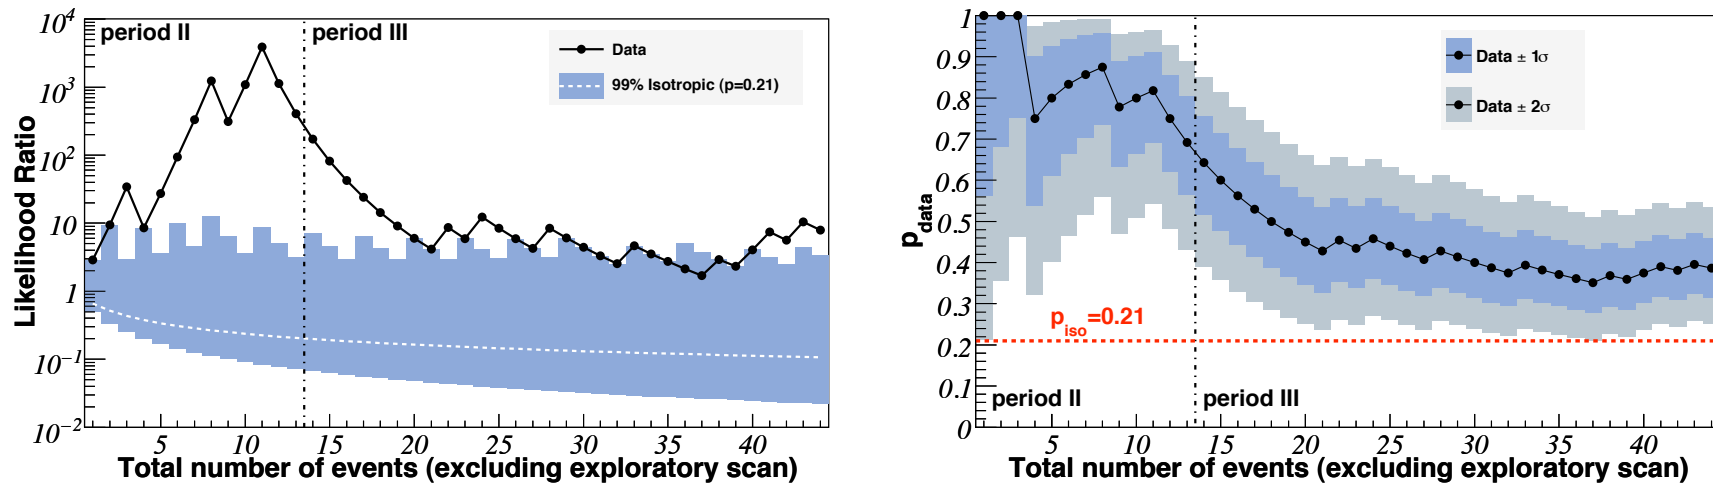 10^4
10^3
10^2
10
1
10^−1
10^−2
Likelihood Ratio
period II
period III
Data
99% Isotropic (p=0.21)
5 10 15 20 25 30 35 40
Total number of events (excluding exploratory scan)
1
0.9
0.8
0.7
0.6
0.5
0.4
0.3
0.2
0.1
0
p_data
Data ± 1σ
Data ± 2σ
p_iso=0.21
period II
period III
5 10 15 20 25 30 35 40
Total number of events (excluding exploratory scan)